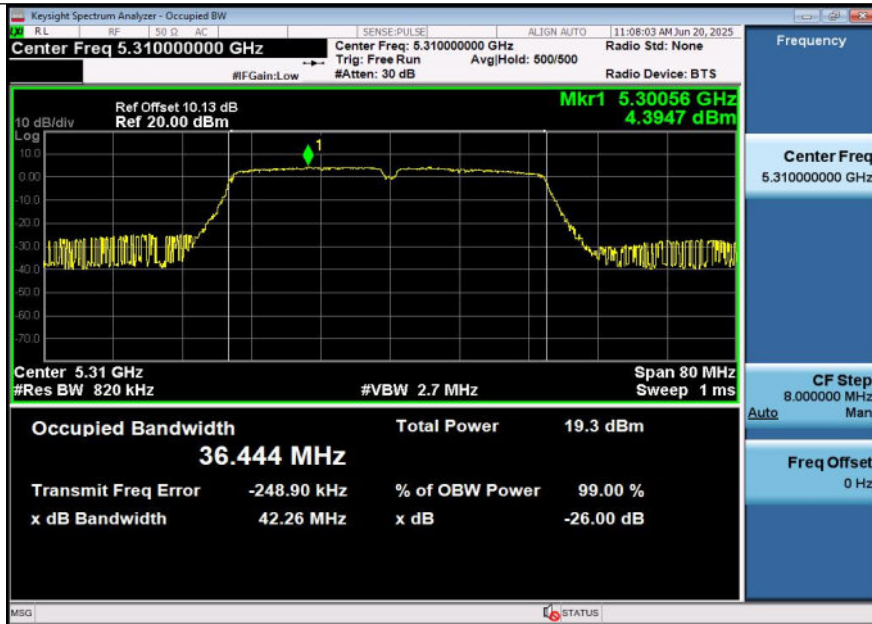 Keysight Spectrum Analyzer - Occupied BW
RL RF 50 Ω AC SENSE:PULSE ALIGN AUTO 11:08:03 AM Jun 20, 2025
Center Freq 5.310000000 GHz
Center Freq: 5.310000000 GHz
Radio Std: None
Trig: Free Run Avg|Hold: 500/500
#IFGain:Low #Atten: 30 dB Radio Device: BTS
Frequency
Ref Offset 10.13 dB
10 dB/div Ref 20.00 dBm
Mkr1 5.30056 GHz
4.3947 dBm
Log
10.0
0.00
-10.0
-20.0
-30.0
-40.0
-50.0
-60.0
-70.0
1
Center 5.31 GHz Span 80 MHz
#Res BW 820 kHz #VBW 2.7 MHz Sweep 1 ms
Center Freq
5.310000000 GHz
CF Step
8.000000 MHz
Auto Man
Freq Offset
0 Hz
Occupied Bandwidth Total Power 19.3 dBm
36.444 MHz
Transmit Freq Error -248.90 kHz % of OBW Power 99.00 %
x dB Bandwidth 42.26 MHz x dB -26.00 dB
MSG STATUS